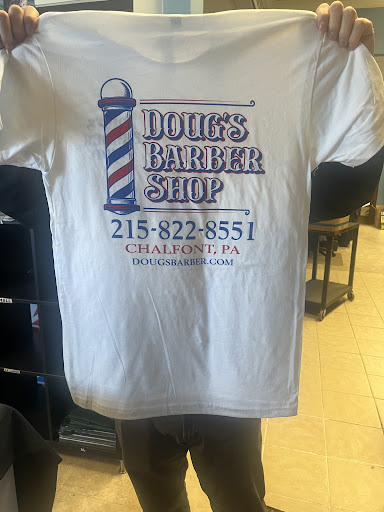 DOUG'S
BARBER
SHOP
215-822-8551
CHALFONT, PA
DOUGSBARBER.COM